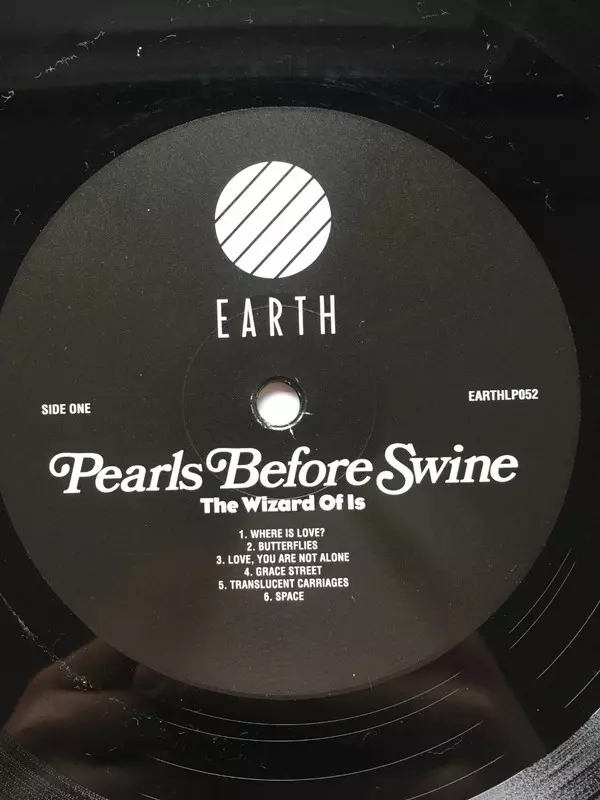 EARTH
SIDE ONE
EARTHLP052
Pearls Before Swine
The Wizard Of Is
1. WHERE IS LOVE?
2. BUTTERFLIES
3. LOVE, YOU ARE NOT ALONE
4. GRACE STREET
5. TRANSLUCENT CARRIAGES
6. SPACE